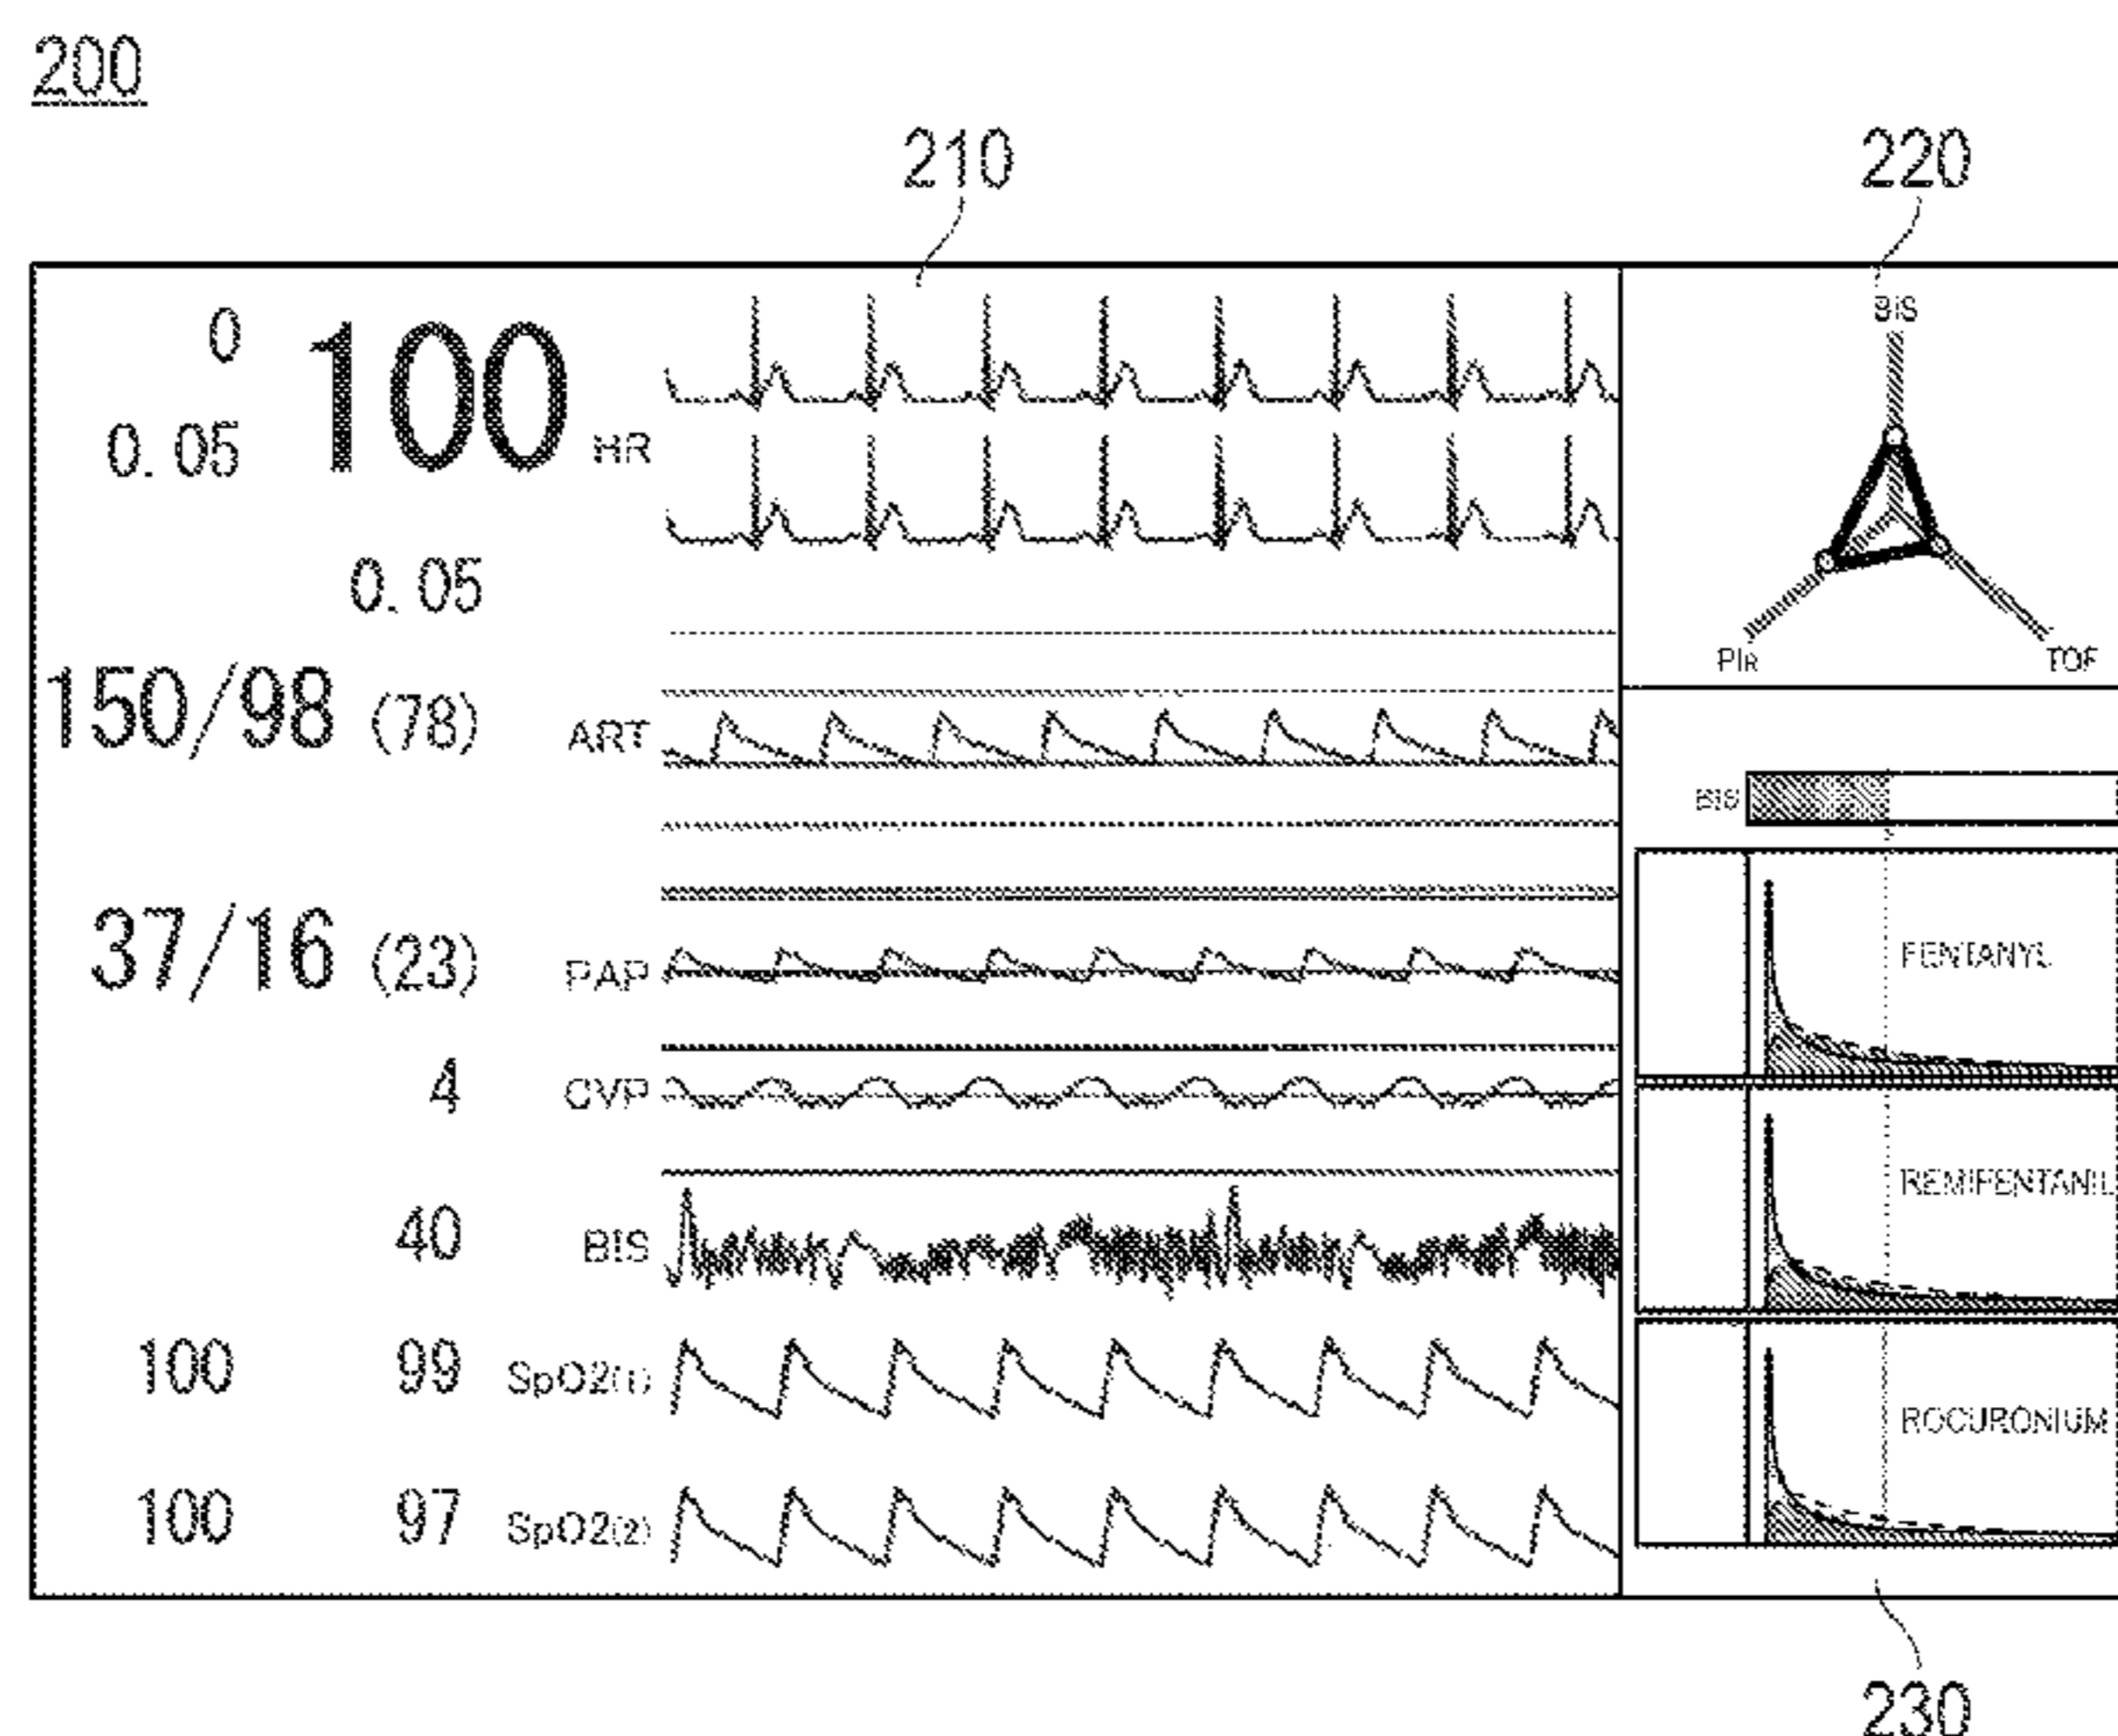 200
210
220
0
100
HR
0.05
0.05
150/98 (78) ART
37/16 (23) PAP
4 CVP
40 BIS
100 99 SpO2(1)
100 97 SpO2(2)
BIS
PIR
TOF
BIS
FENTANYL
REMIFENTANIL
ROCURONIUM
230